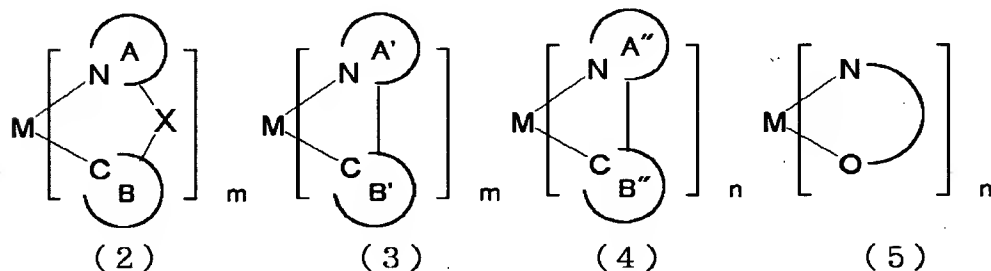 M N A X C B m
M N A' C B' m
M N A" C B" n
M N O n
(2) (3) (4) (5)